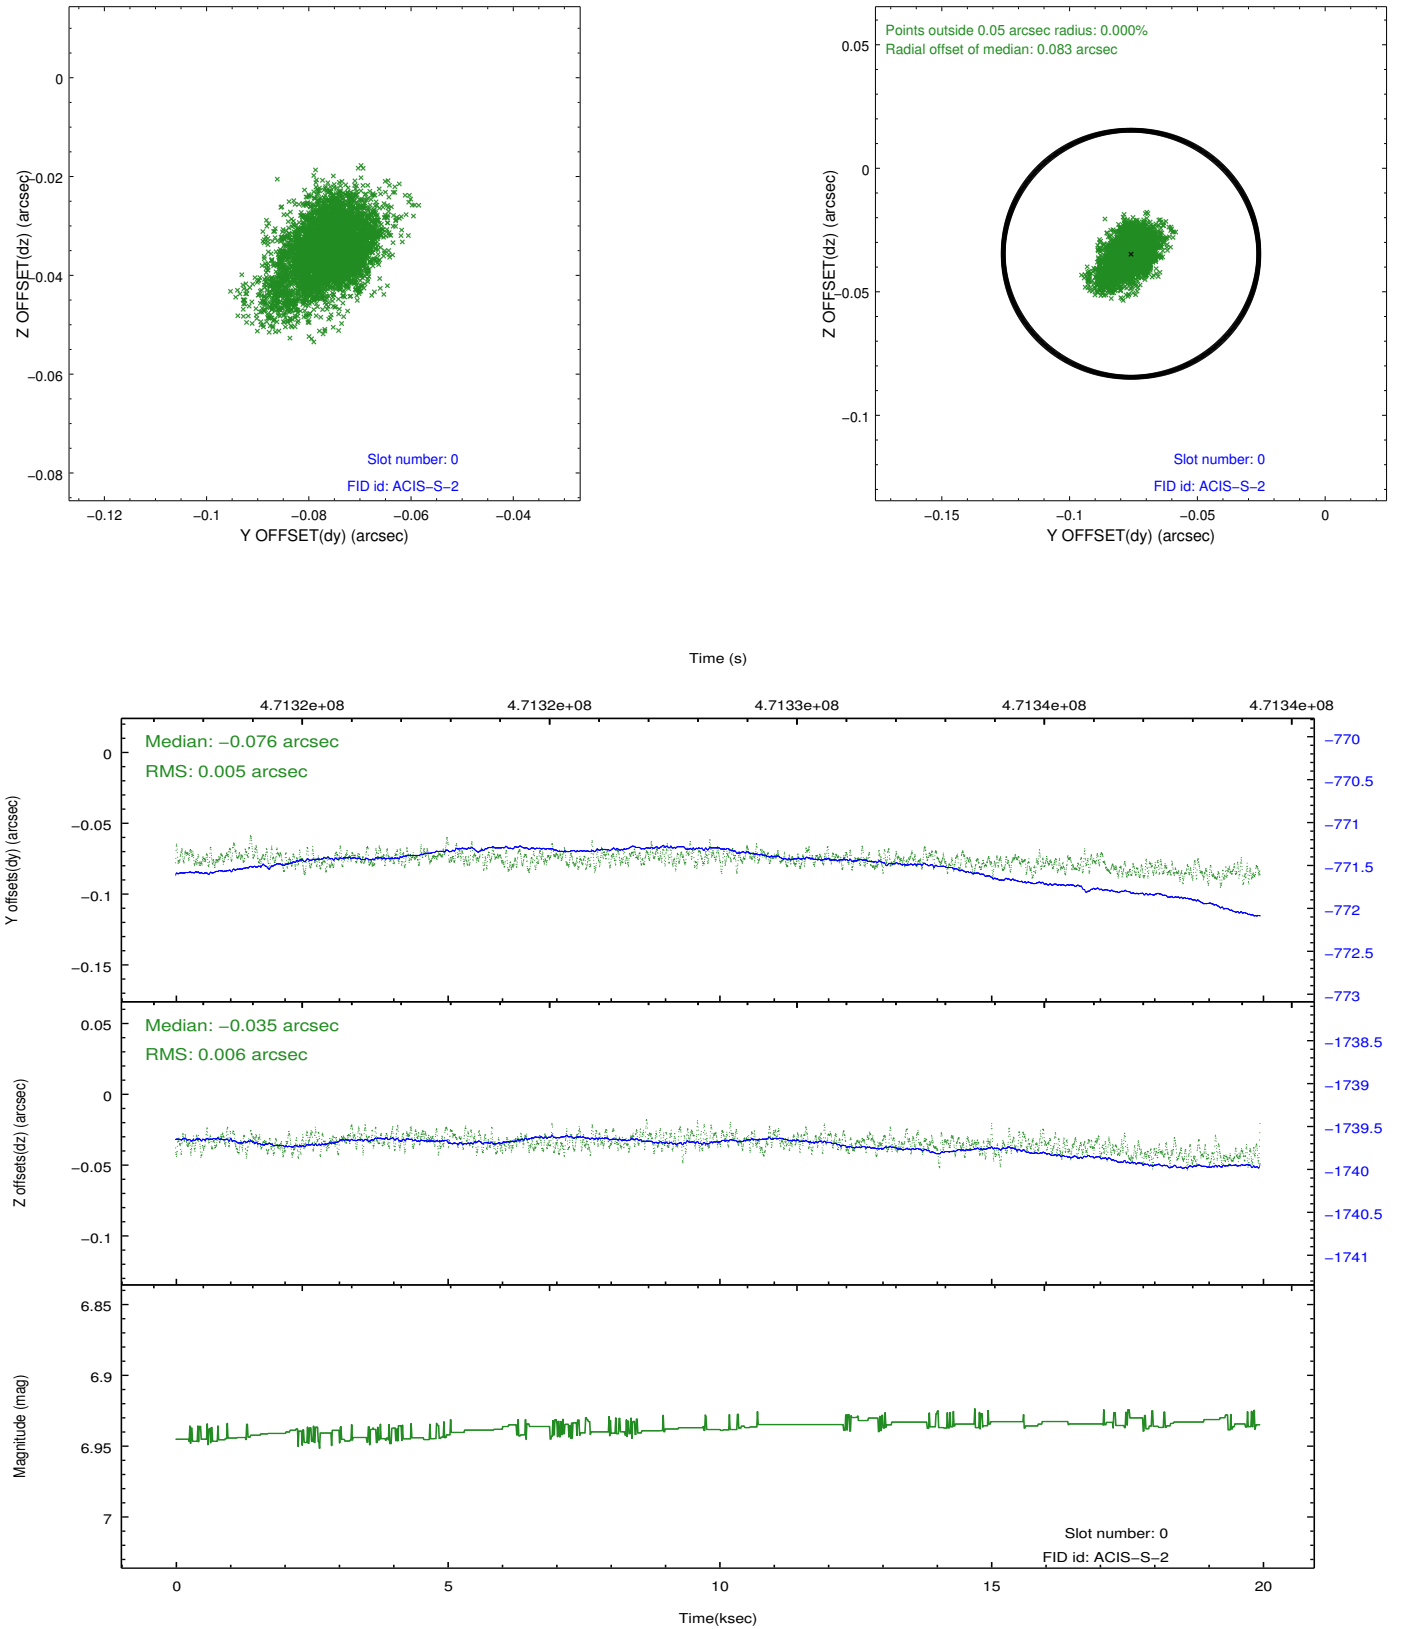 0
−0.02
−0.04
−0.06
−0.08
Z OFFSET(dz) (arcsec)
Slot number: 0
FID id: ACIS−S−2
−0.12
−0.1
−0.08
−0.06
−0.04
Y OFFSET(dy) (arcsec)
Points outside 0.05 arcsec radius: 0.000%
Radial offset of median: 0.083 arcsec
0.05
0
−0.05
−0.1
Z OFFSET(dz) (arcsec)
Slot number: 0
FID id: ACIS−S−2
−0.15
−0.1
−0.05
0
Y OFFSET(dy) (arcsec)
Time (s)
4.7132e+08
4.7132e+08
4.7133e+08
4.7134e+08
4.7134e+08
Median: −0.076 arcsec
RMS: 0.005 arcsec
0
−0.05
−0.1
−0.15
Y offsets(dy) (arcsec)
−770
−770.5
−771
−771.5
−772
−772.5
−773
Median: −0.035 arcsec
RMS: 0.006 arcsec
0.05
0
−0.05
−0.1
Z offsets(dz) (arcsec)
−1738.5
−1739
−1739.5
−1740
−1740.5
−1741
6.85
6.9
6.95
7
Magnitude (mag)
Slot number: 0
FID id: ACIS−S−2
0
5
10
15
20
Time(ksec)